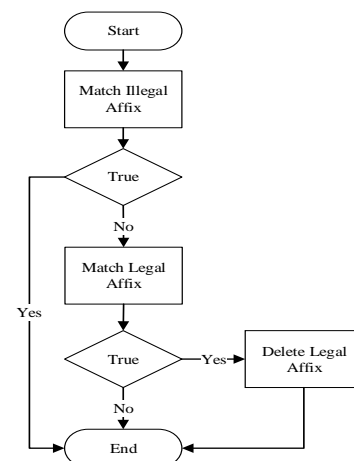 Start
Match Illegal
Affix
True
No
Match Legal
Affix
Yes
True
Yes
Delete Legal
Affix
No
End